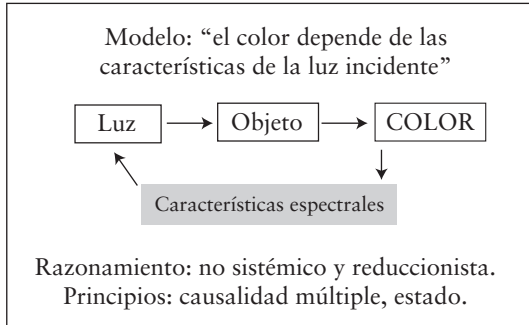 Modelo: “el color depende de las
características de la luz incidente”
Luz
Objeto
COLOR
Características espectrales
Razonamiento: no sistémico y reduccionista.
Principios: causalidad múltiple, estado.